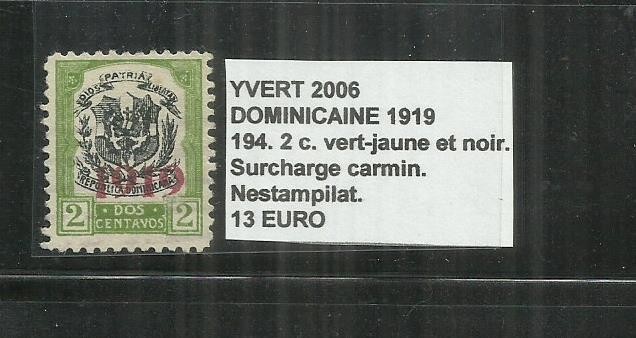 DIOS PATRIA LIBERTAD
REPUBLICA DOMINICANA
1919
2 DOS CENTAVOS 2
YVERT 2006
DOMINICAINE 1919
194. 2 c. vert-jaune et noir.
Surcharge carmin.
Nestampilat.
13 EURO